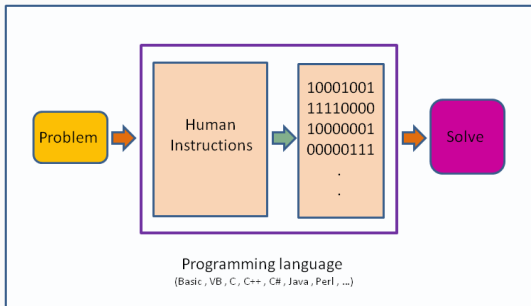 Problem
Human
Instructions
10001001
11110000
10000001
00000111
.
.
Solve
Programming language
(Basic , VB , C , C++ , C# , Java , Perl , ...)